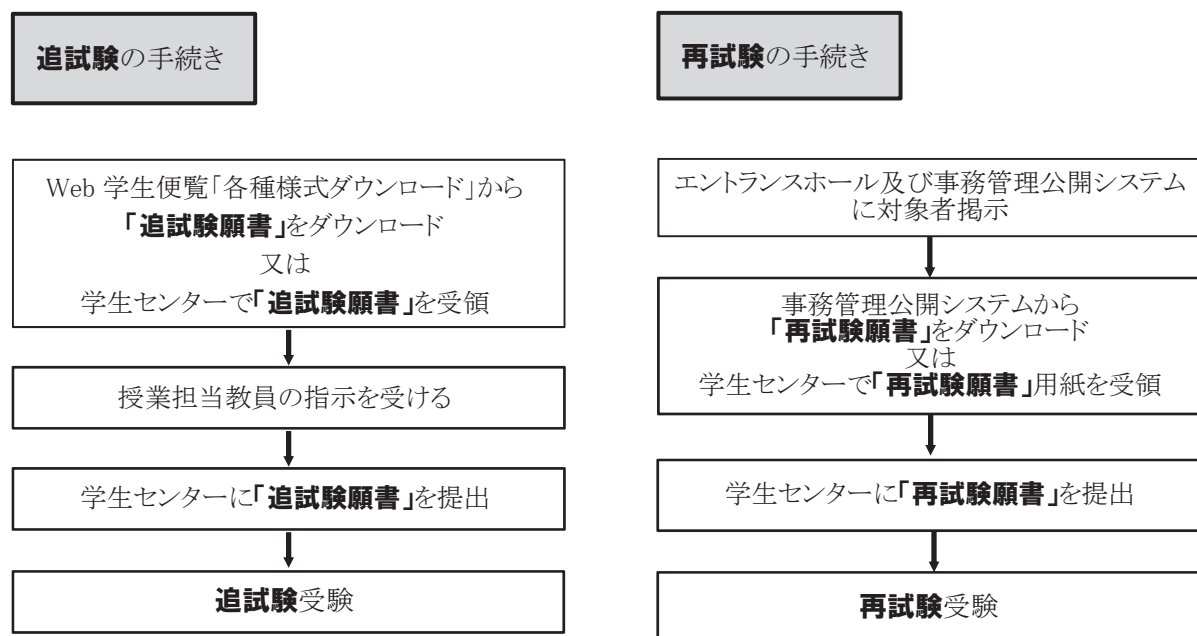 追試験の手続き
Web 学生便覧「各種様式ダウンロード」から
「追試験願書」をダウンロード
又は
学生センターで「追試験願書」を受領
授業担当教員の指示を受ける
学生センターに「追試験願書」を提出
追試験受験
再試験の手続き
エントランスホール及び事務管理公開システム
に対象者掲示
事務管理公開システムから
「再試験願書」をダウンロード
又は
学生センターで「再試験願書」用紙を受領
学生センターに「再試験願書」を提出
再試験受験